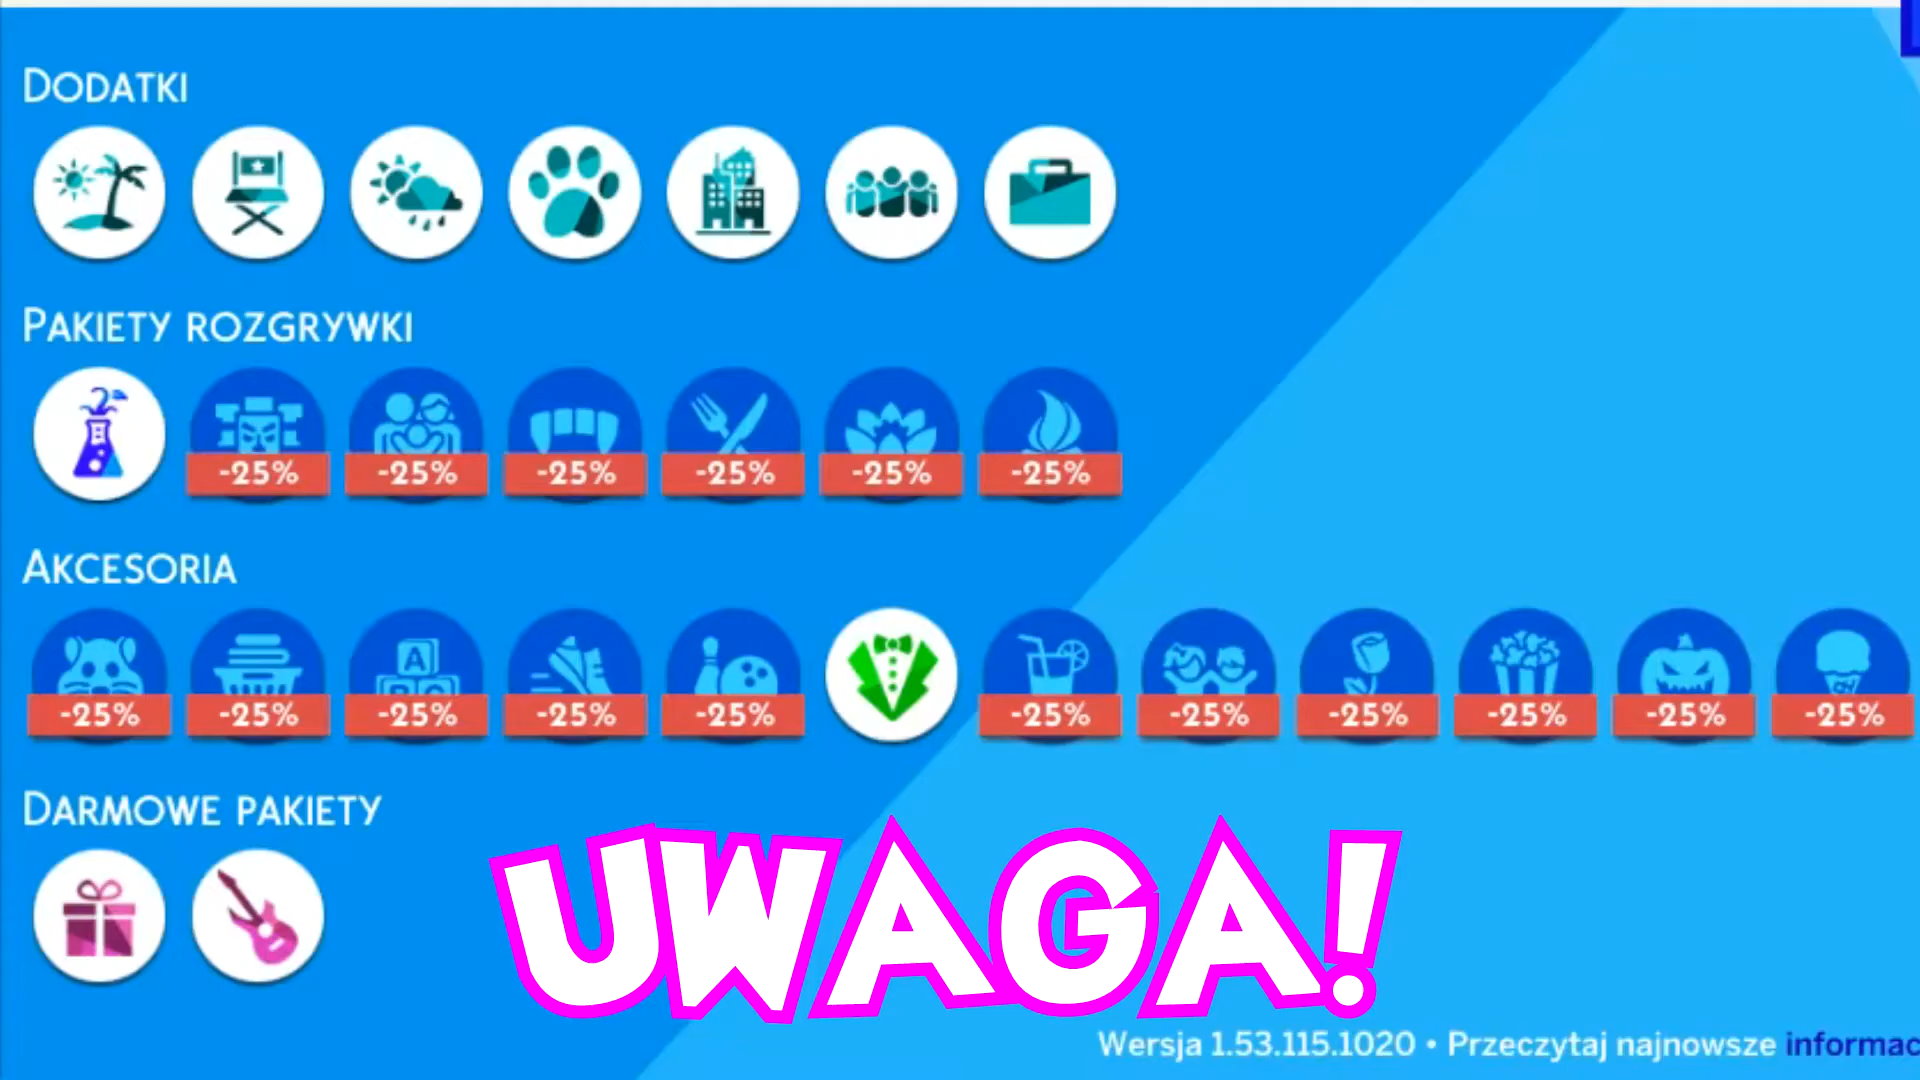 DODATKI
PAKIETY ROZGRYWKI
-25% -25% -25% -25% -25% -25%
AKCESORIA
A
-25% -25% -25% -25% -25% -25% -25% -25% -25% -25% -25%
DARMOWE PAKIETY
UWAGA!
Wersja 1.53.115.1020 • Przeczytaj najnowsze informac